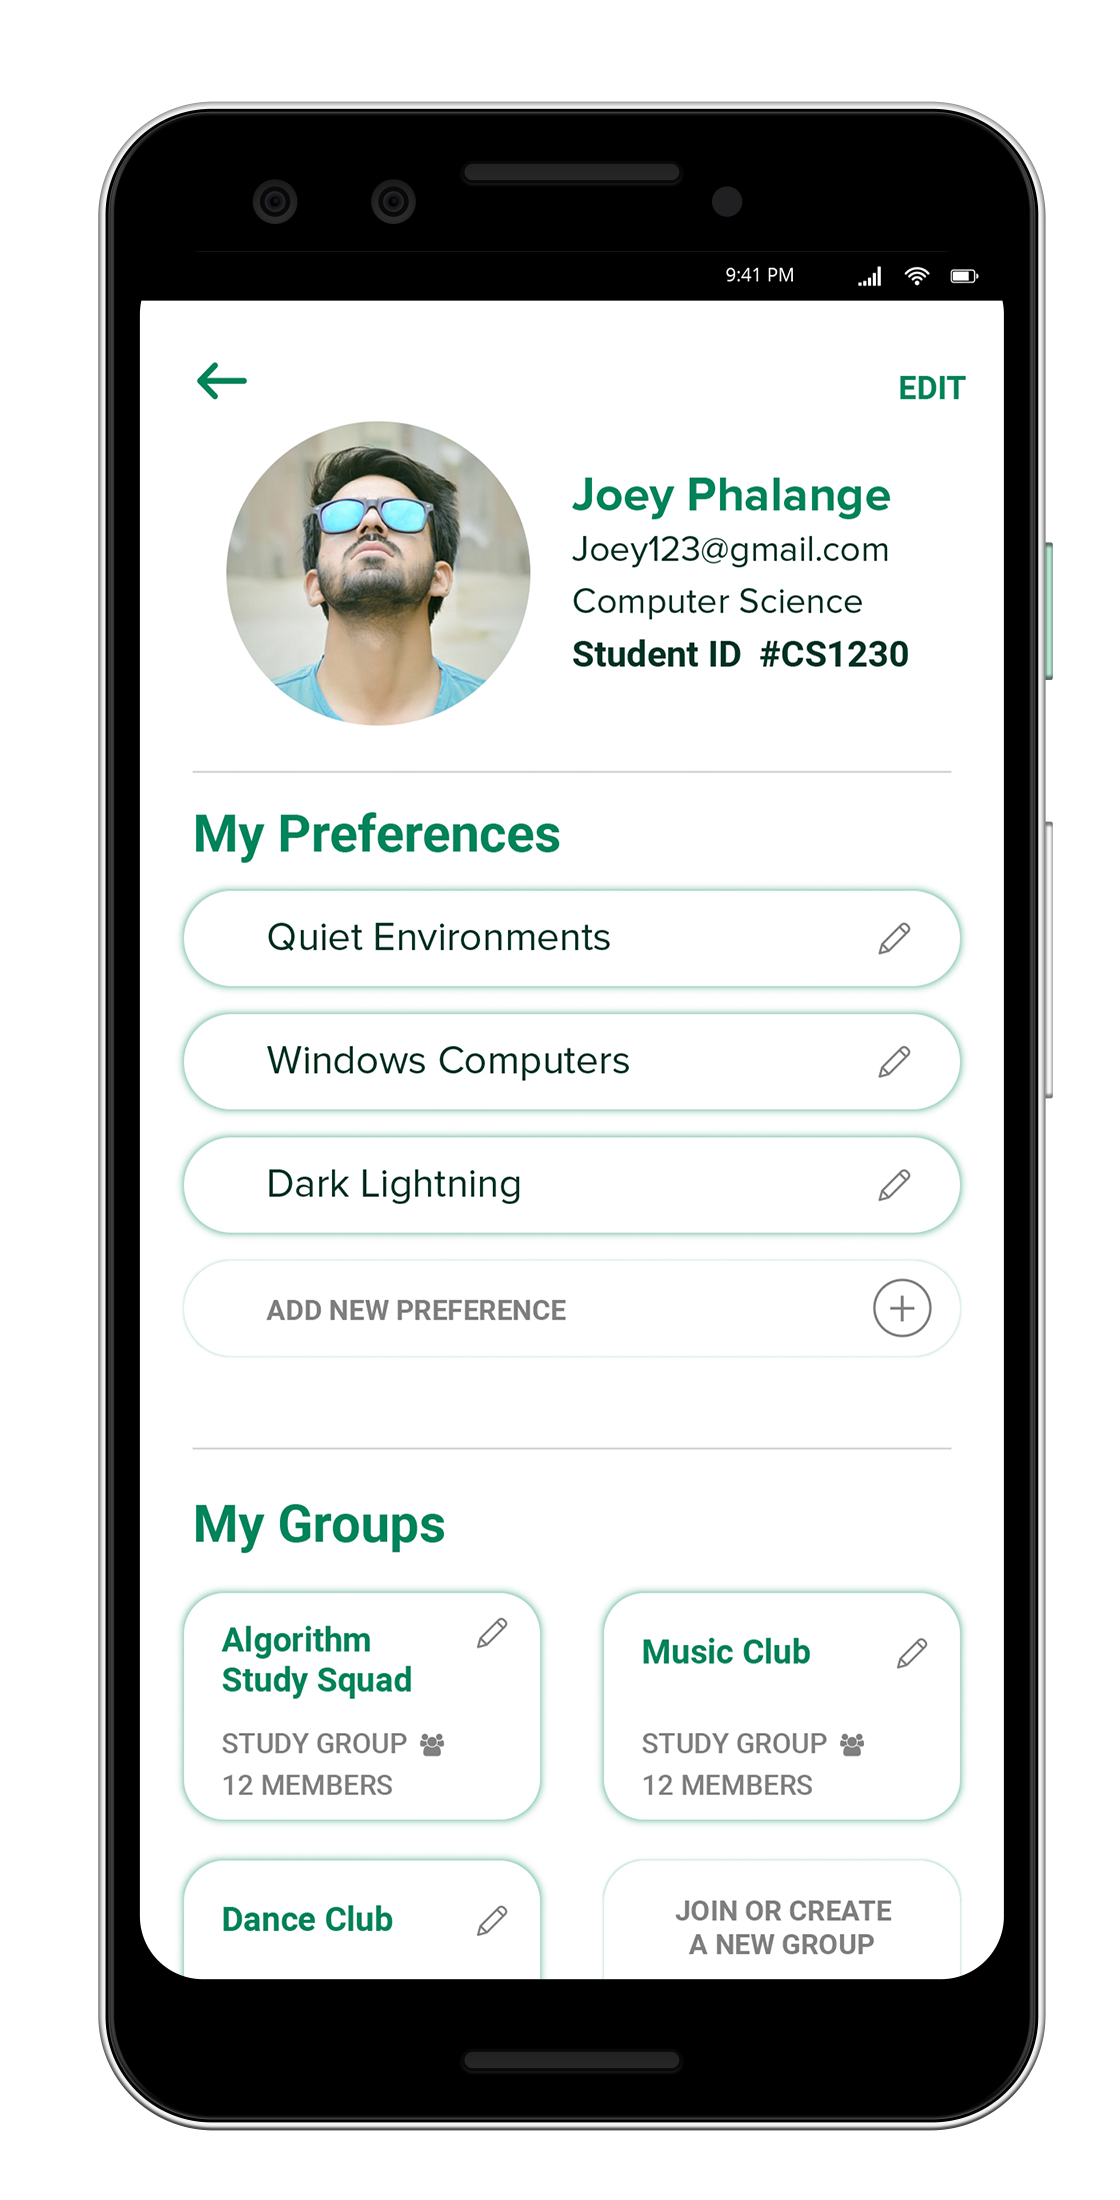 9:41 PM
EDIT
Joey Phalange
Joey123@gmail.com
Computer Science
Student ID #CS1230
My Preferences
Quiet Environments
Windows Computers
Dark Lightning
ADD NEW PREFERENCE
My Groups
Algorithm
Study Squad
STUDY GROUP
12 MEMBERS
Music Club
STUDY GROUP
12 MEMBERS
Dance Club
JOIN OR CREATE
A NEW GROUP